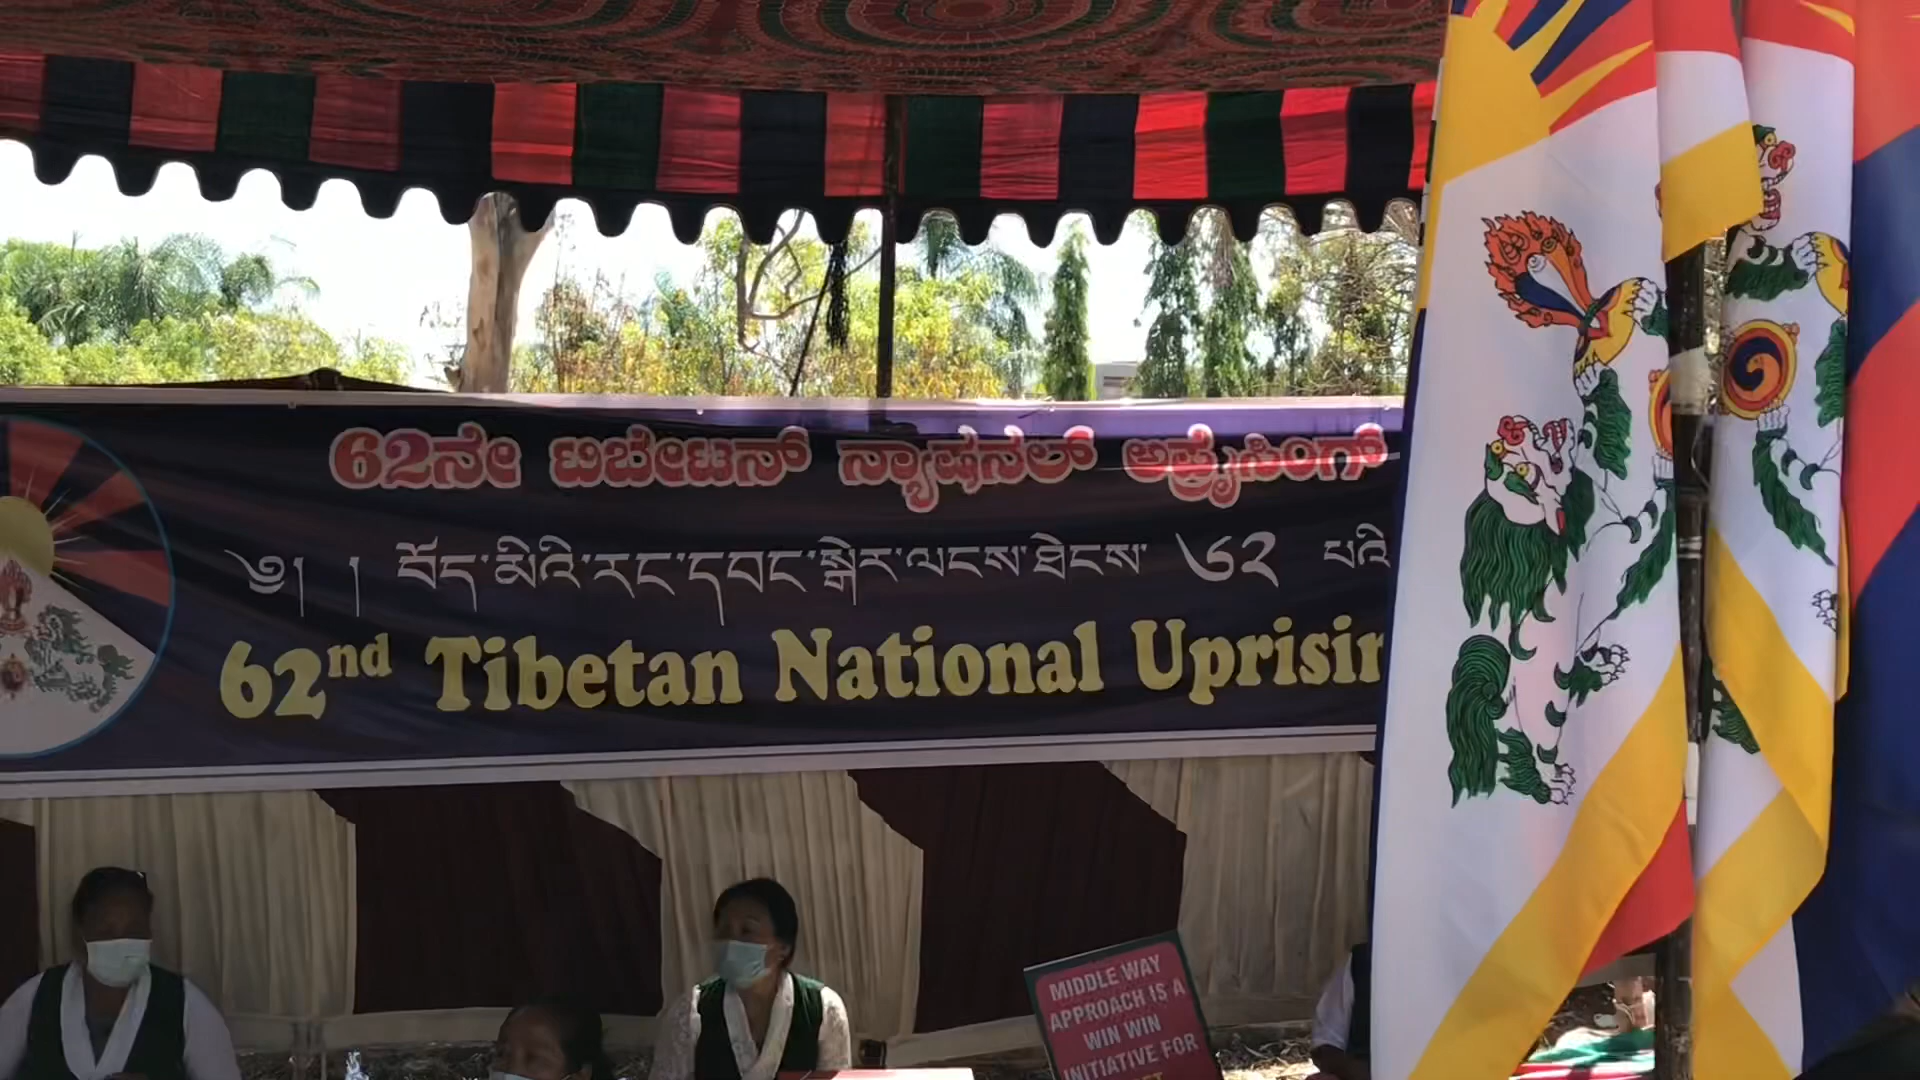 62ನೇ ಟಿಬೇಟನ್ ನ್ಯಾಷನಲ್ ಅಪ್ರೈಸಿಂಗ್
༄༅། ། བོད་མིའི་རང་དབང་སྒེར་ལངས་ཐེངས་ ༦༢ པའི
62nd Tibetan National Uprisin
MIDDLE WAY
APPROACH IS A
WIN WIN
INITIATIVE FOR